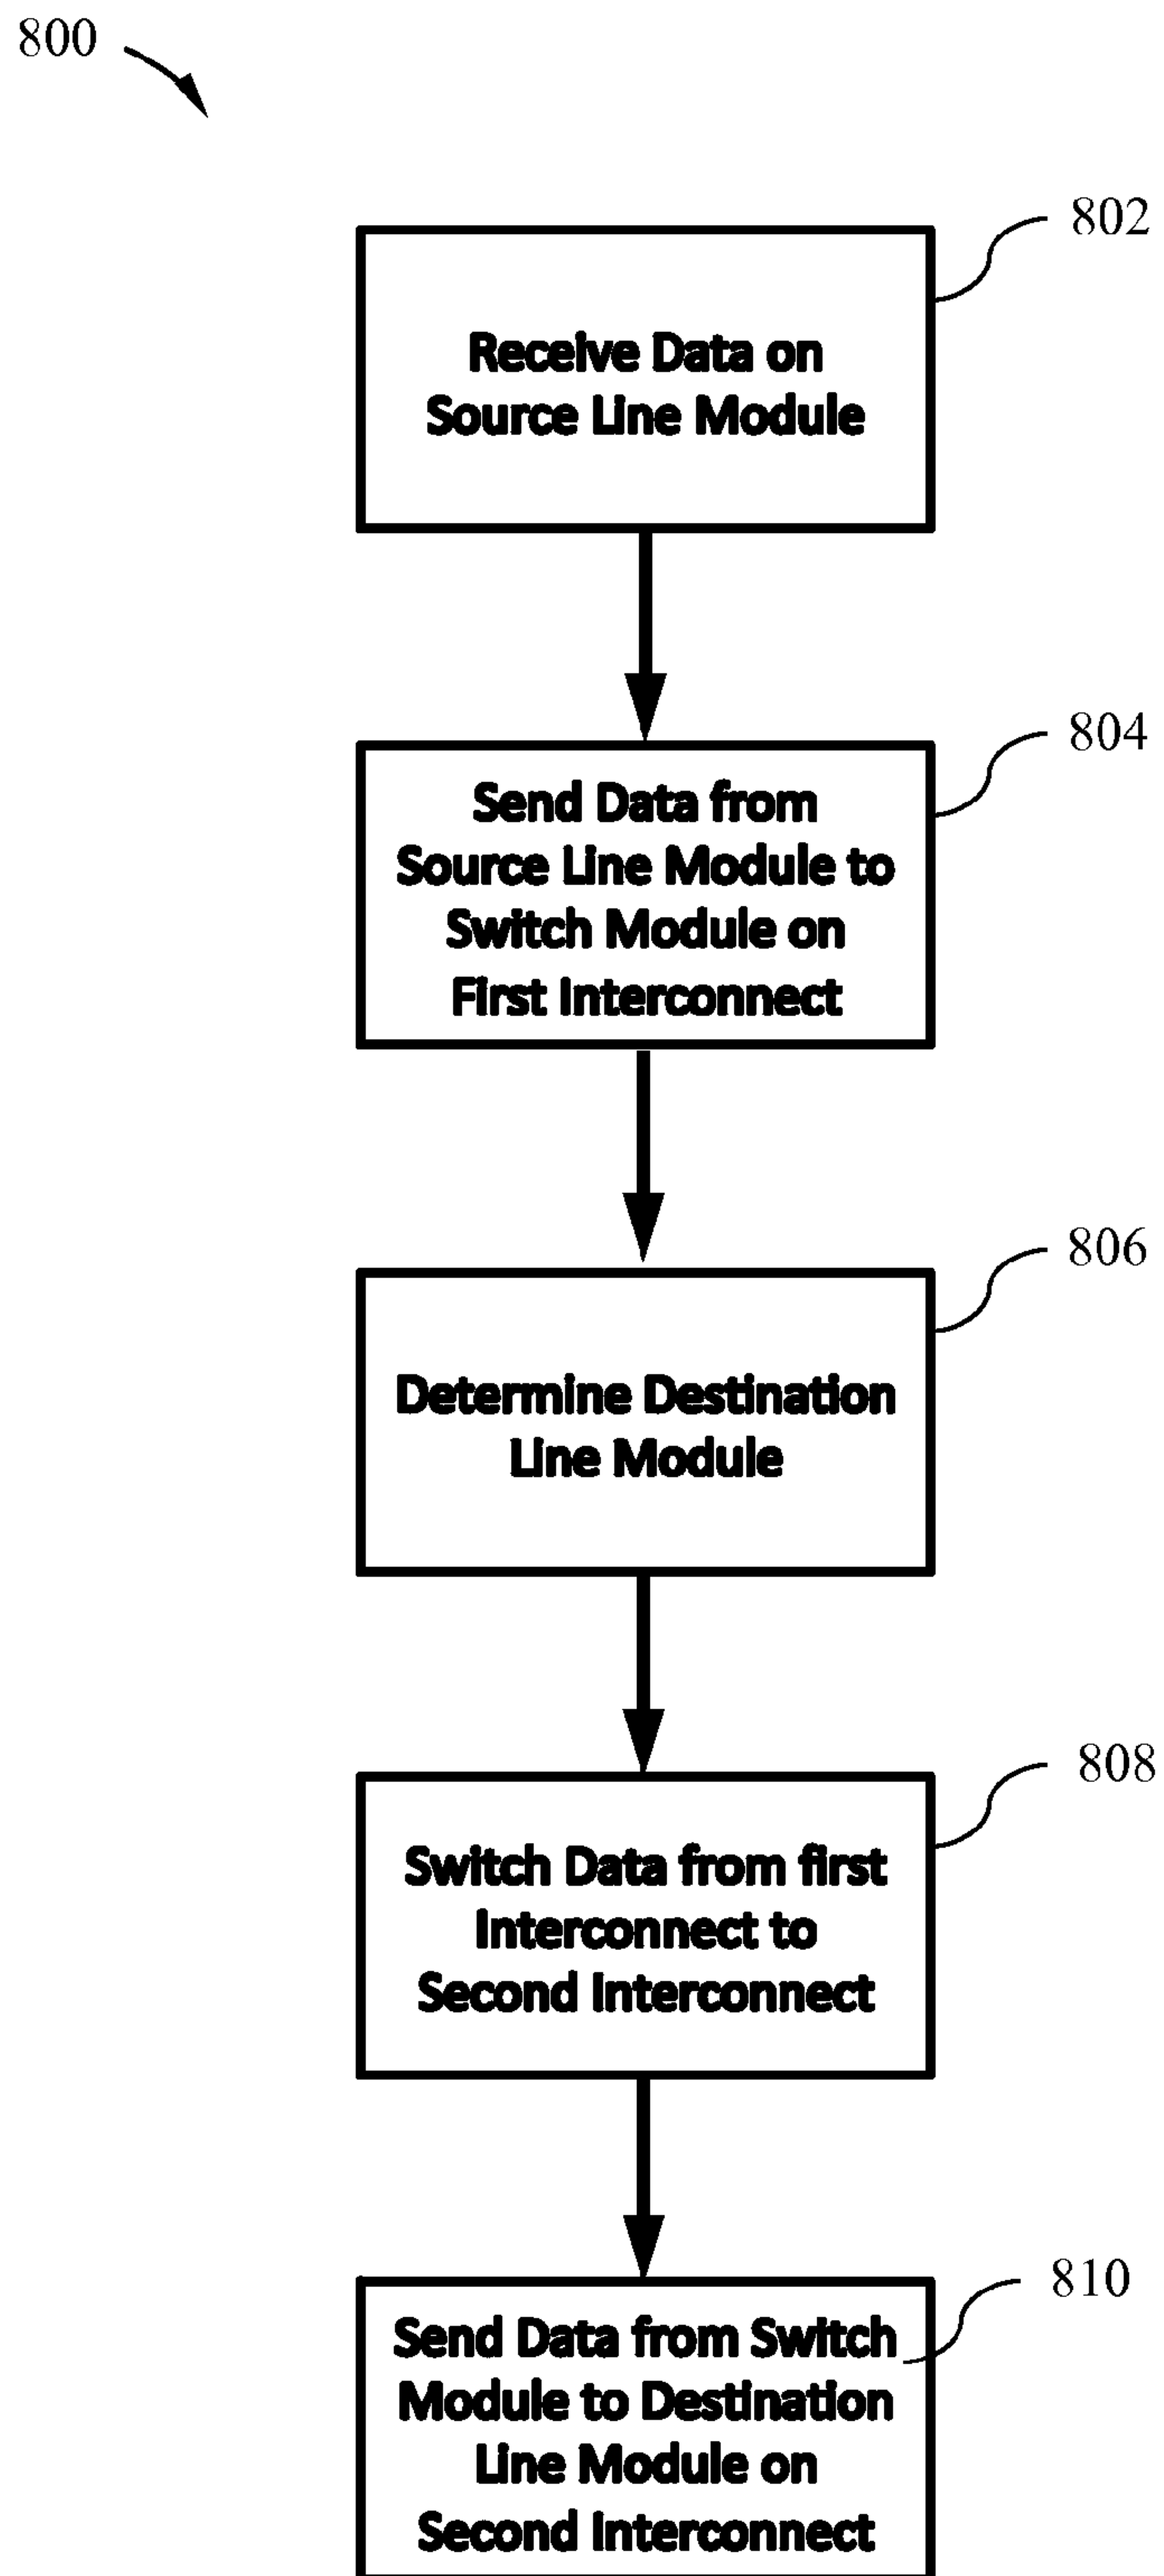 800
802
Receive Data on
Source Line Module
804
Send Data from
Source Line Module to
Switch Module on
First Interconnect
806
Determine Destination
Line Module
808
Switch Data from first
Interconnect to
Second Interconnect
810
Send Data from Switch
Module to Destination
Line Module on
Second Interconnect